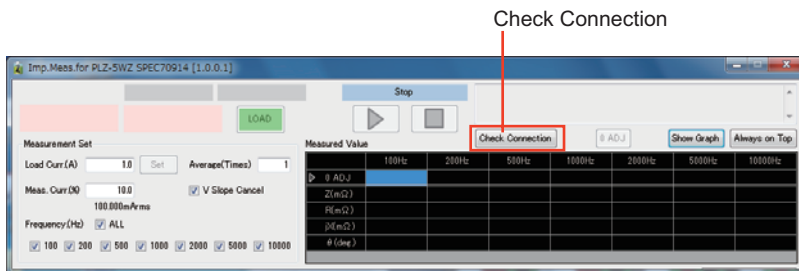 Check Connection
Imp.Meas.for PLZ-5WZ SPEC70914 [1.0.0.1]
Stop
LOAD
Check Connection
0 ADJ
Show Graph
Always on Top
Measurement Set
Measured Value
Load Curr.(A) 1.0 Set Average(Times) 1
Meas. Curr.(%) 10.0 V Slope Cancel
100.000mArms
Frequency.(Hz) ALL
100 200 500 1000 2000 5000 10000
100Hz 200Hz 500Hz 1000Hz 2000Hz 5000Hz 10000Hz
0 ADJ
Z(mΩ)
R(mΩ)
jX(mΩ)
θ (deg)